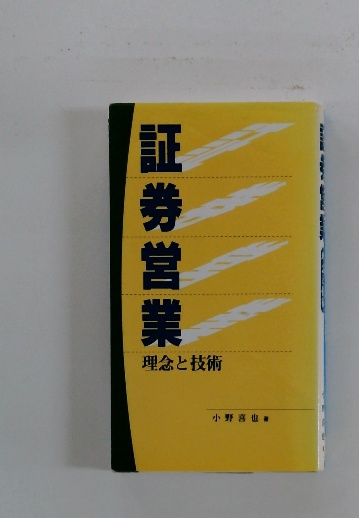 証券営業
理念と技術
小野喜也 著